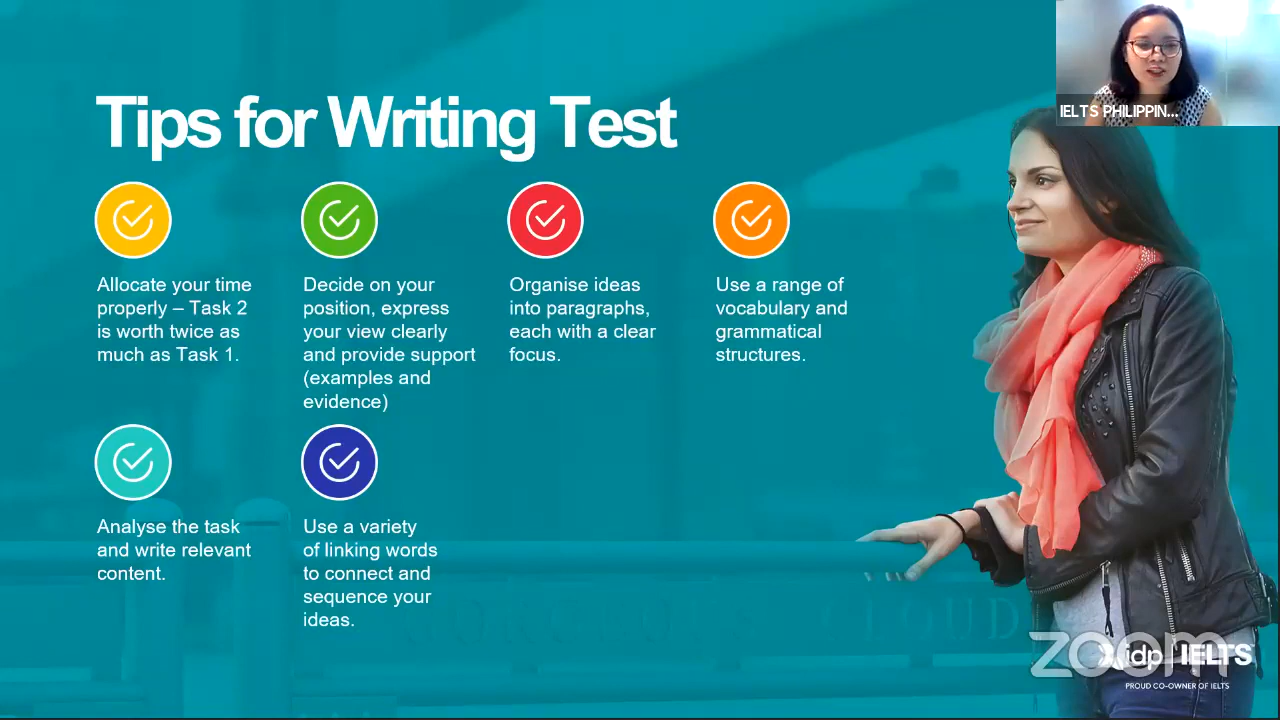 IELTS PHILIPPIN...
Tips for Writing Test
Allocate your time
properly – Task 2
is worth twice as
much as Task 1.
Decide on your
position, express
your view clearly
and provide support
(examples and
evidence)
Organise ideas
into paragraphs,
each with a clear
focus.
Use a range of
vocabulary and
grammatical
structures.
Analyse the task
and write relevant
content.
Use a variety
of linking words
to connect and
sequence your
ideas.
zoom
idp IELTS
PROUD CO-OWNER OF IELTS